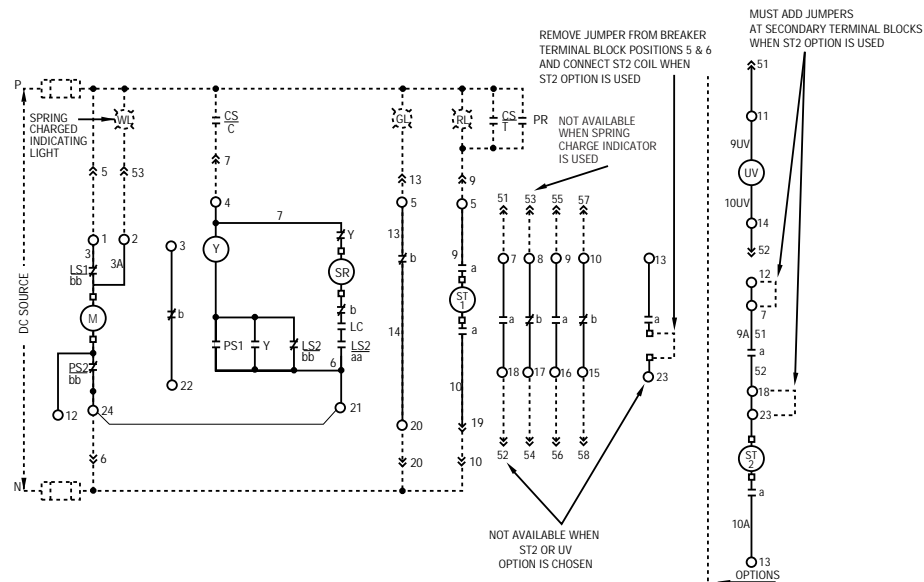 MUST ADD JUMPERS
AT SECONDARY TERMINAL BLOCKS
WHEN ST2 OPTION IS USED
REMOVE JUMPER FROM BREAKER
TERMINAL BLOCK POSITIONS 5 & 6
AND CONNECT ST2 COIL WHEN
ST2 OPTION IS USED
P
SPRING
CHARGED
INDICATING
LIGHT
WL
CS
C
GL
RL
CS
T
PR
NOT AVAILABLE
WHEN SPRING
CHARGE INDICATOR
IS USED
5
53
7
13
9
4
5
5
7
1
2
3
3A
LS1
bb
M
PS2
bb
12
24
6
3
b
22
Y
PS1
Y
LS2
bb
Y
SR
b
LC
LS2
aa
6
21
13
b
14
20
20
9
a
ST
1
a
10
19
10
51
53
55
57
7
8
9
10
a
b
a
b
18
17
16
15
52
54
56
58
13
a
23
DC SOURCE
N
NOT AVAILABLE WHEN
ST2 OR UV
OPTION IS CHOSEN
51
11
9UV
UV
10UV
14
52
12
7
9A
51
a
52
18
23
ST
2
a
10A
13
OPTIONS